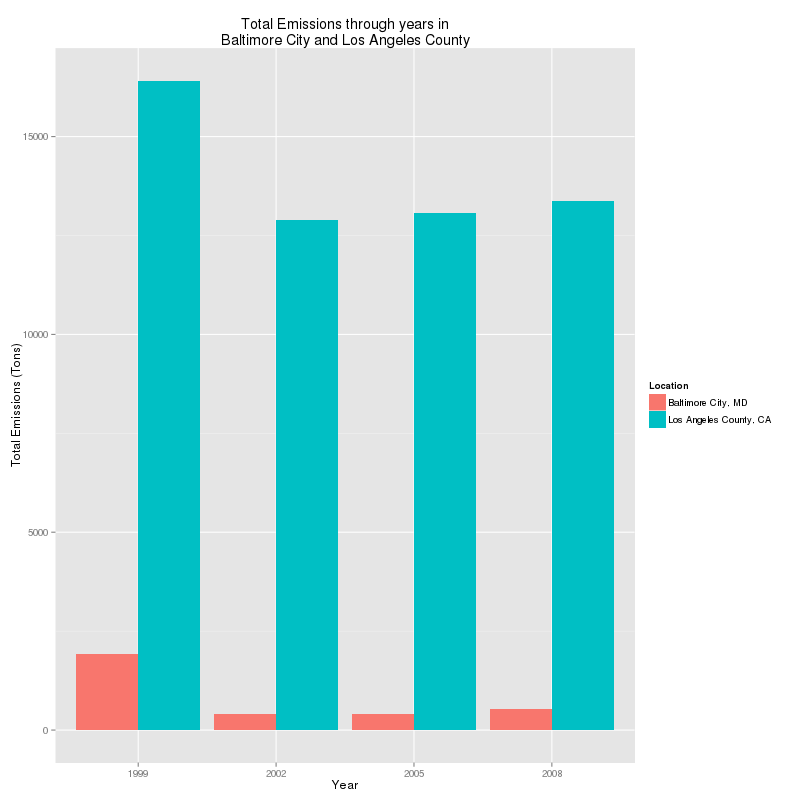 Total Emissions through years in
Baltimore City and Los Angeles County
Total Emissions (Tons)
15000
10000
5000
0
1999
2002
2005
2008
Year
Location
Baltimore City, MD
Los Angeles County, CA